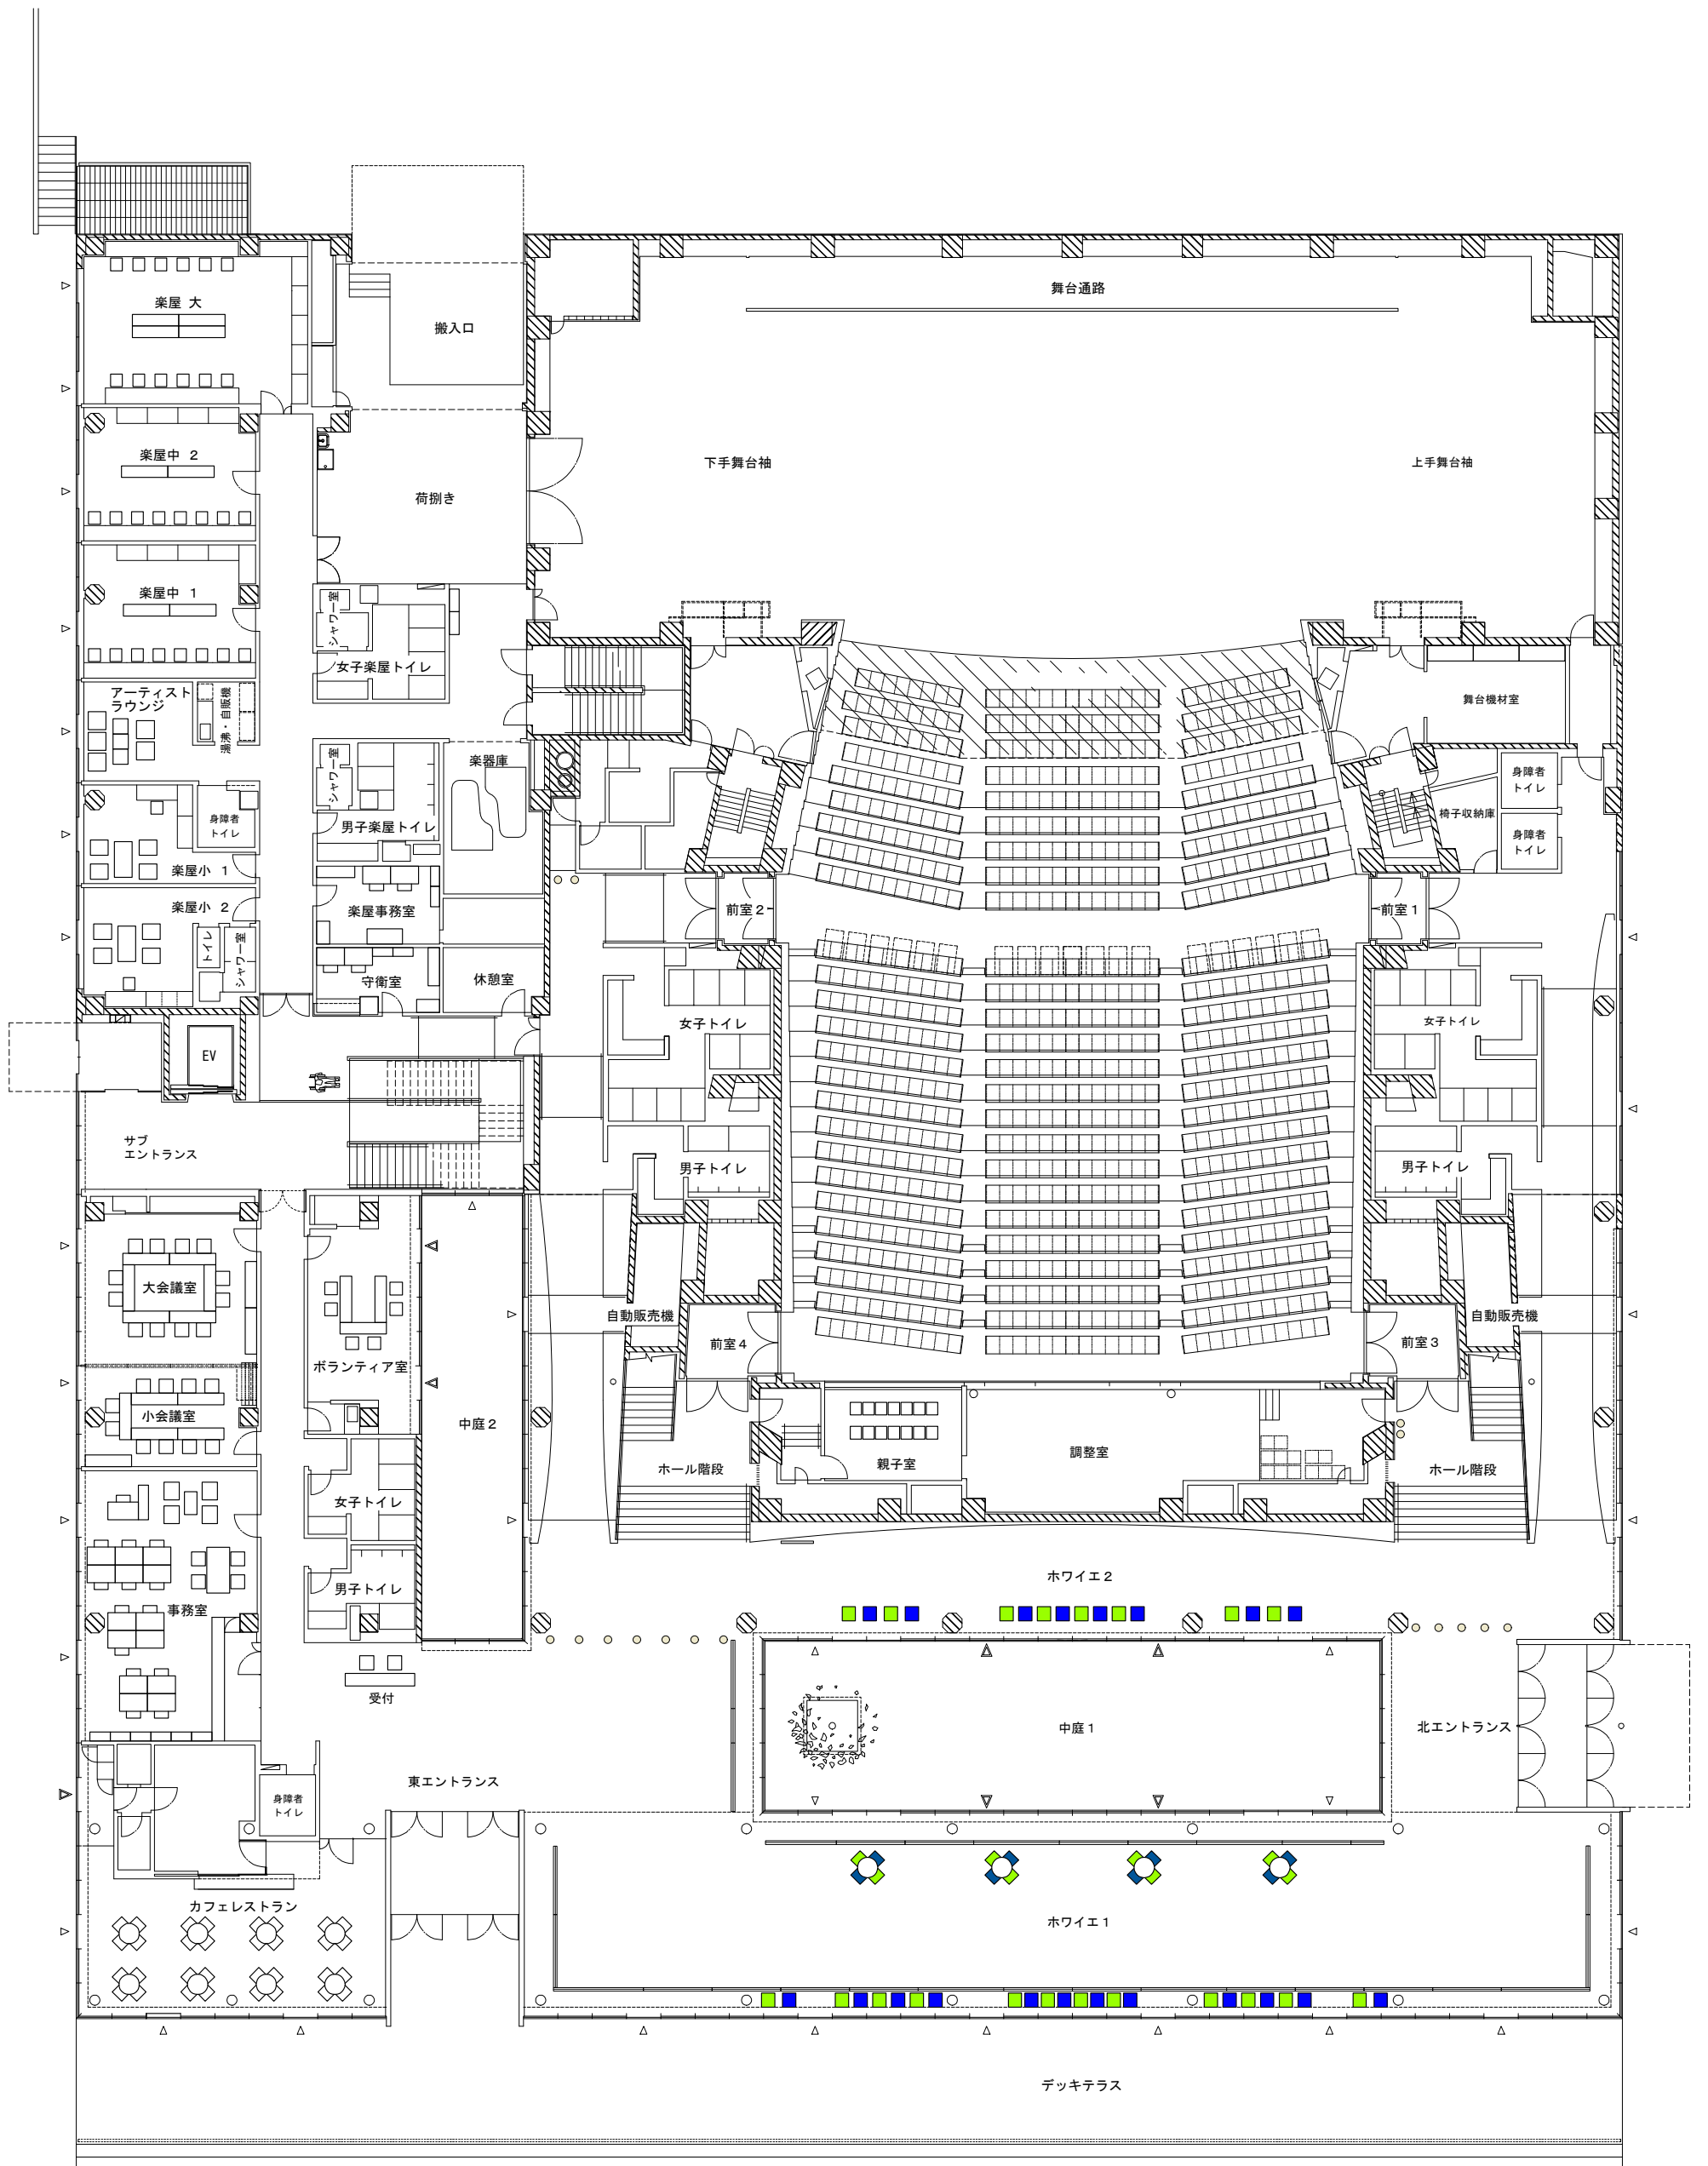 舞台通路
楽屋 大
搬入口
楽屋中 2
下手舞台袖
上手舞台袖
荷捌き
楽屋中 1
シャワー室
女子楽屋トイレ
アーティスト
ラウンジ
湯沸・自販機
舞台機材室
楽器庫
シャワー室
身障者
トイレ
男子楽屋トイレ
身障者
トイレ
椅子収納庫
身障者
トイレ
楽屋小 1
楽屋小 2
楽屋事務室
前室2
前室1
トイレ
シャワー室
守衛室
休憩室
女子トイレ
女子トイレ
EV
サブ
エントランス
男子トイレ
男子トイレ
大会議室
自動販売機
自動販売機
前室4
前室3
ボランティア室
小会議室
中庭2
親子室
調整室
ホール階段
ホール階段
女子トイレ
男子トイレ
ホワイエ2
事務室
受付
中庭1
北エントランス
東エントランス
身障者
トイレ
カフェレストラン
ホワイエ1
デッキテラス